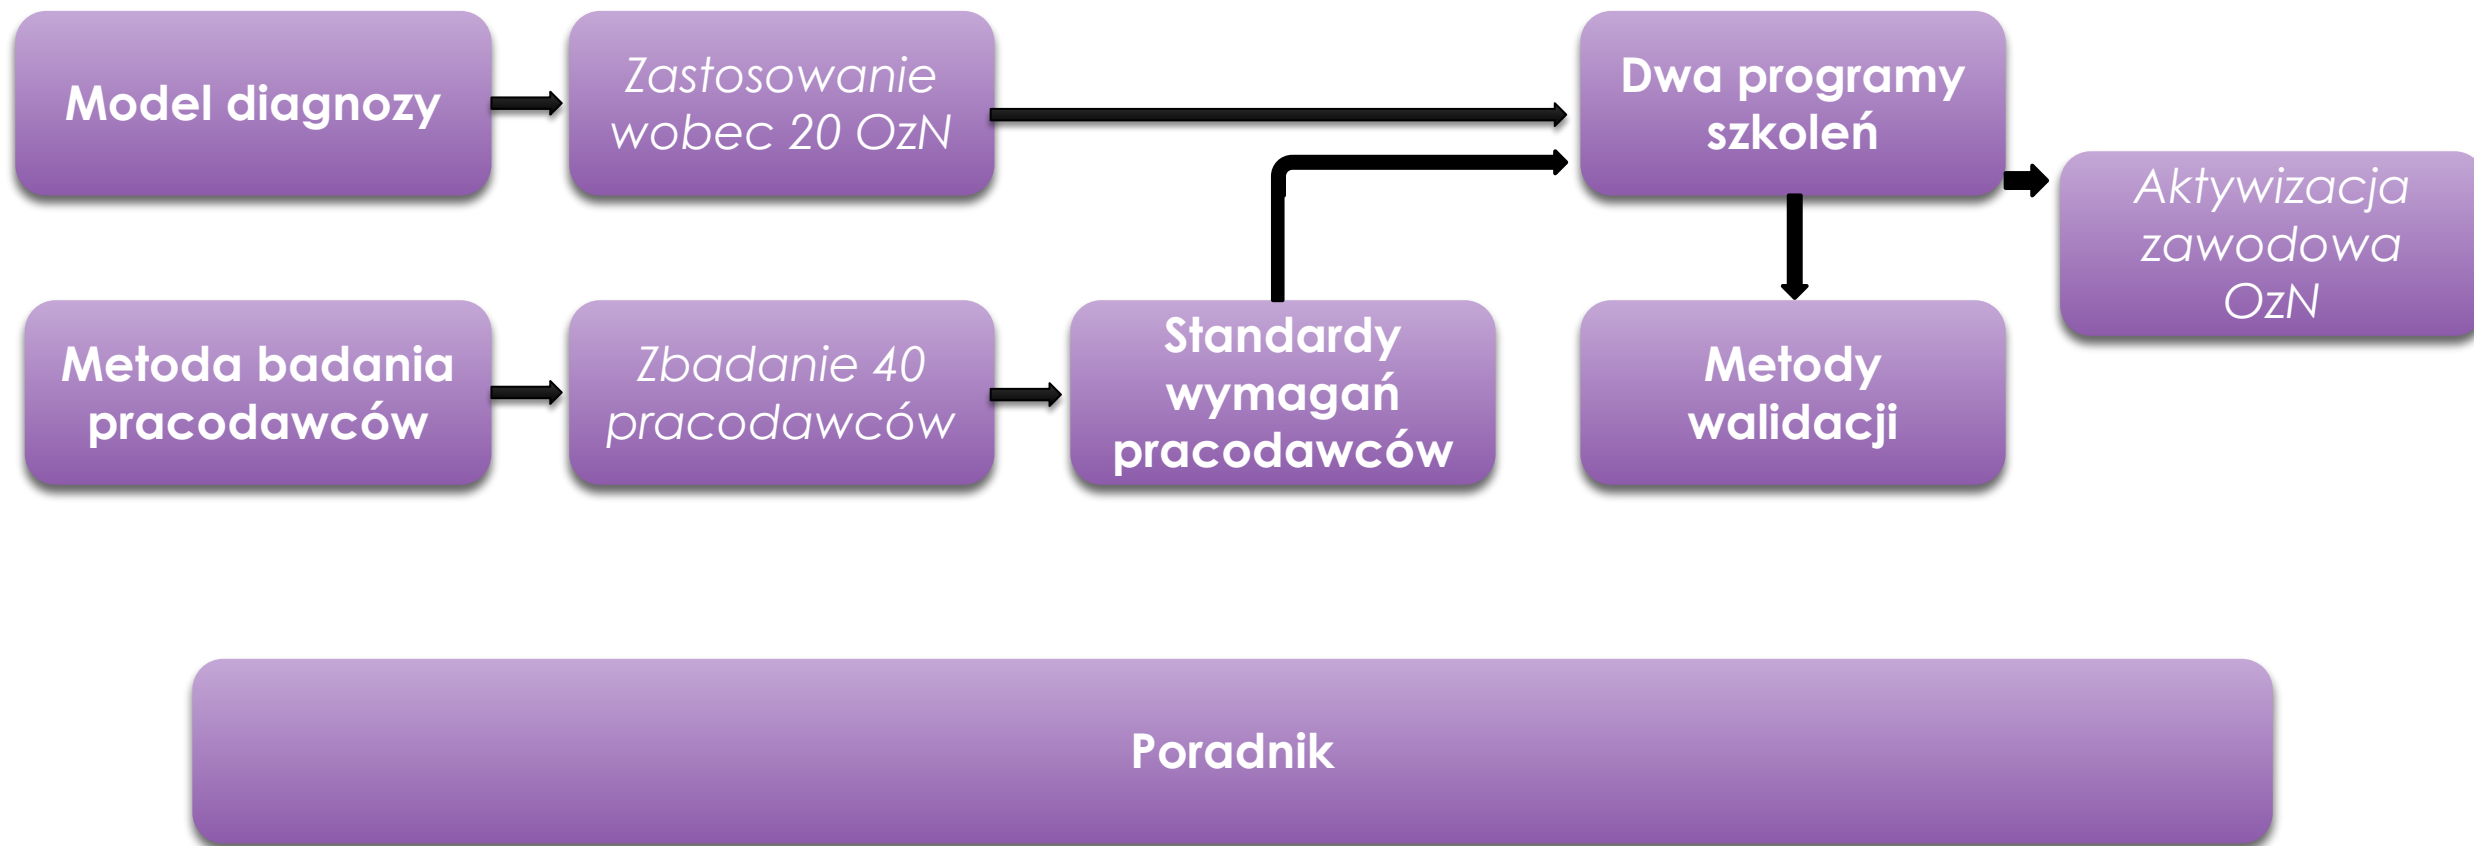 Model diagnozy
Zastosowanie
wobec 20 OzN
Dwa programy
szkoleń
Aktywizacja
zawodowa
OzN
Metoda badania
pracodawców
Zbadanie 40
pracodawców
Standardy
wymagań
pracodawców
Metody
walidacji
Poradnik